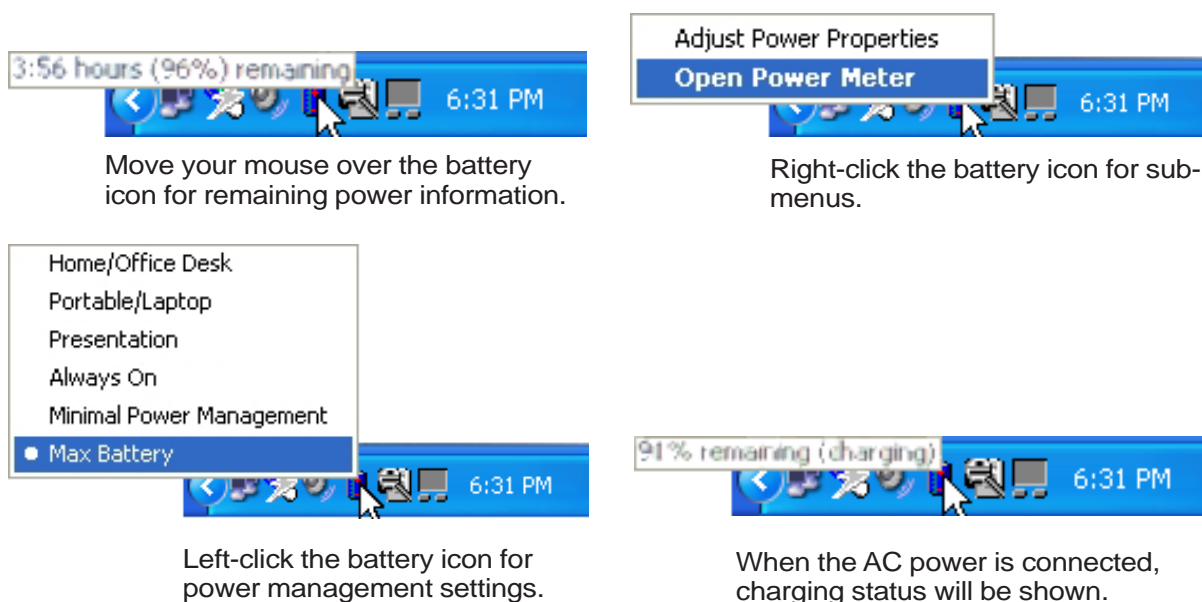 3:56 hours (96%) remaining
6:31 PM
Move your mouse over the battery
icon for remaining power information.
Adjust Power Properties
Open Power Meter
6:31 PM
Right-click the battery icon for sub-
menus.
Home/Office Desk
Portable/Laptop
Presentation
Always On
Minimal Power Management
Max Battery
6:31 PM
Left-click the battery icon for
power management settings.
91% remaining (charging)
6:31 PM
When the AC power is connected,
charging status will be shown.